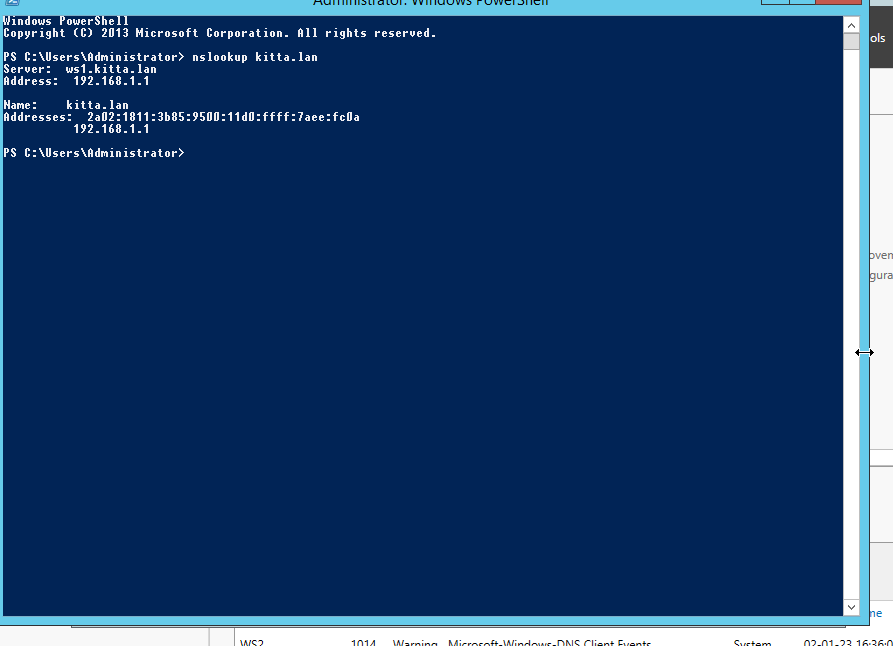 Administrator: Windows PowerShell
Windows PowerShell
Copyright (C) 2013 Microsoft Corporation. All rights reserved.
PS C:\Users\Administrator> nslookup kitta.lan
Server:  ws1.kitta.lan
Address:  192.168.1.1
Name:    kitta.lan
Addresses:  2a02:1811:3b85:9500:11d0:ffff:7aee:fc0a
192.168.1.1
PS C:\Users\Administrator>
ols
oven
gura
me
WS2 1014 Warning Microsoft-Windows-DNS Client Events System 02-01-23 16:36:0